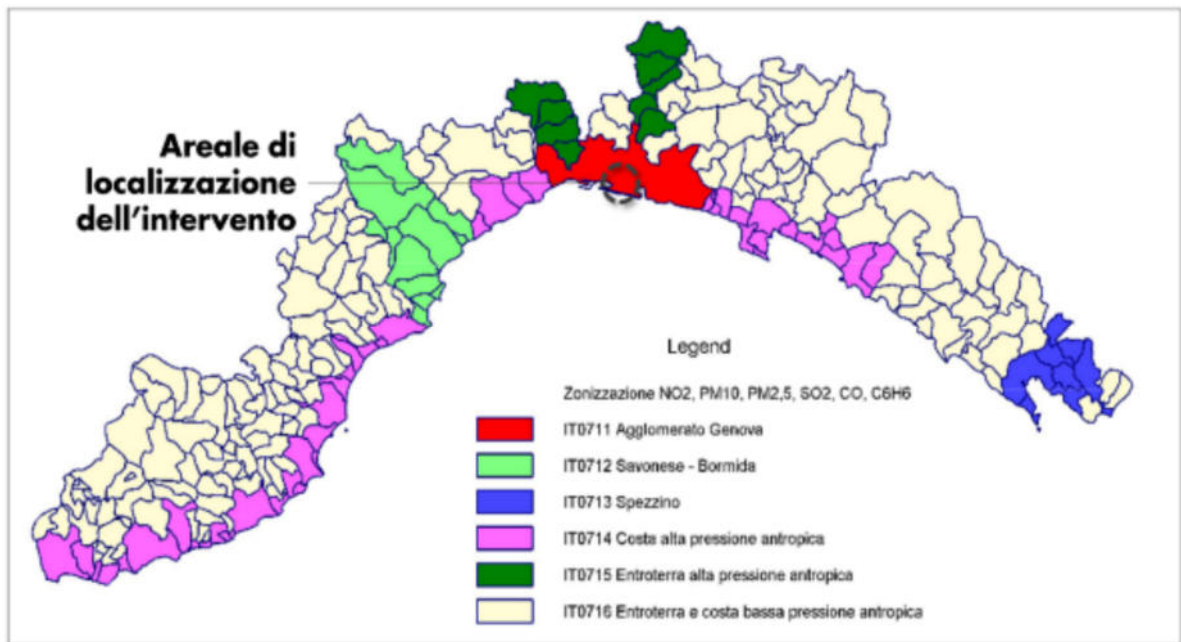 Areale di
localizzazione
dell'intervento
Legend
Zonizzazione NO2, PM10, PM2,5, SO2, CO, C6H6
IT0711 Agglomerato Genova
IT0712 Savonese - Bormida
IT0713 Spezzino
IT0714 Costa alta pressione antropica
IT0715 Entroterra alta pressione antropica
IT0716 Entroterra e costa bassa pressione antropica